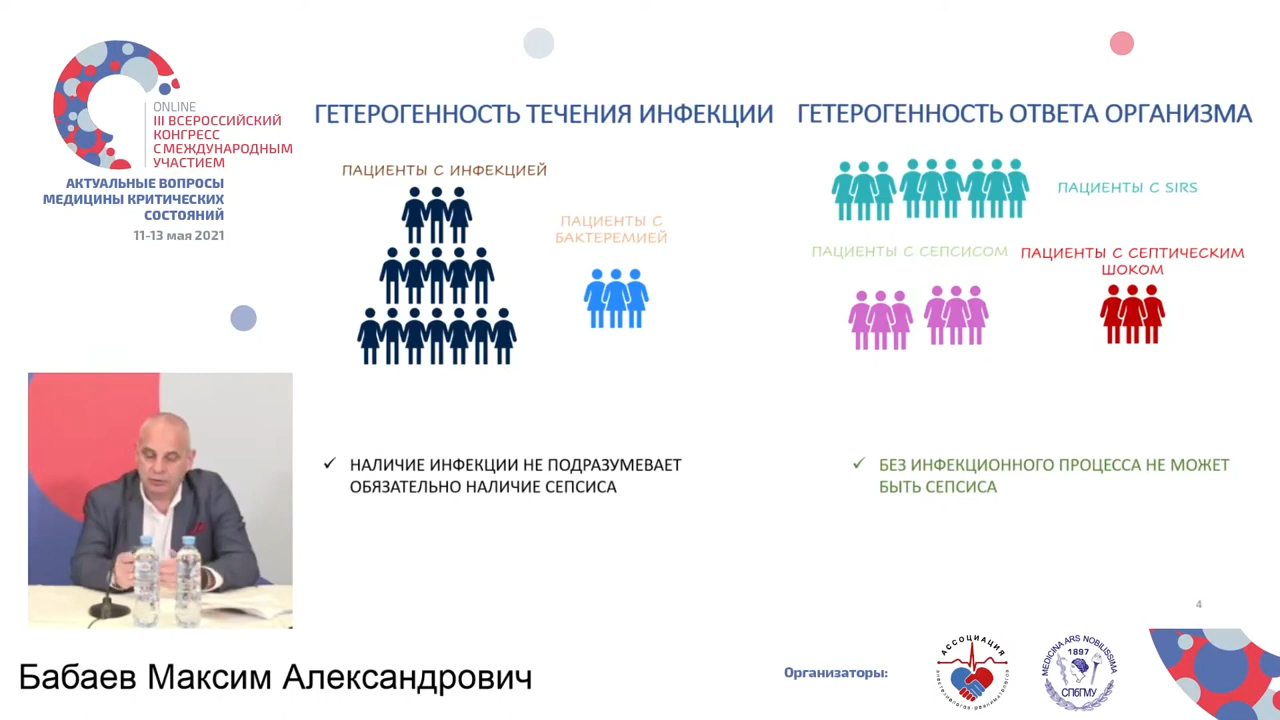 ONLINE
III ВСЕРОССИЙСКИЙ
КОНГРЕСС
С МЕЖДУНАРОДНЫМ
УЧАСТИЕМ
АКТУАЛЬНЫЕ ВОПРОСЫ
МЕДИЦИНЫ КРИТИЧЕСКИХ
СОСТОЯНИЙ
11-13 мая 2021
ГЕТЕРОГЕННОСТЬ ТЕЧЕНИЯ ИНФЕКЦИИ
ПАЦИЕНТЫ С ИНФЕКЦИЕЙ
ПАЦИЕНТЫ С
БАКТЕРЕМИЕЙ
✓ НАЛИЧИЕ ИНФЕКЦИИ НЕ ПОДРАЗУМЕВАЕТ
ОБЯЗАТЕЛЬНО НАЛИЧИЕ СЕПСИСА
ГЕТЕРОГЕННОСТЬ ОТВЕТА ОРГАНИЗМА
ПАЦИЕНТЫ С SIRS
ПАЦИЕНТЫ С СЕПСИСОМ
ПАЦИЕНТЫ С СЕПТИЧЕСКИМ
ШОКОМ
✓ БЕЗ ИНФЕКЦИОННОГО ПРОЦЕССА НЕ МОЖЕТ
БЫТЬ СЕПСИСА
4
Бабаев Максим Александрович
Организаторы:
АССОЦИАЦИЯ
анестезиологов-реаниматологов
MEDICINA ARS NOBILISSIMA
1897
СПбГМУ